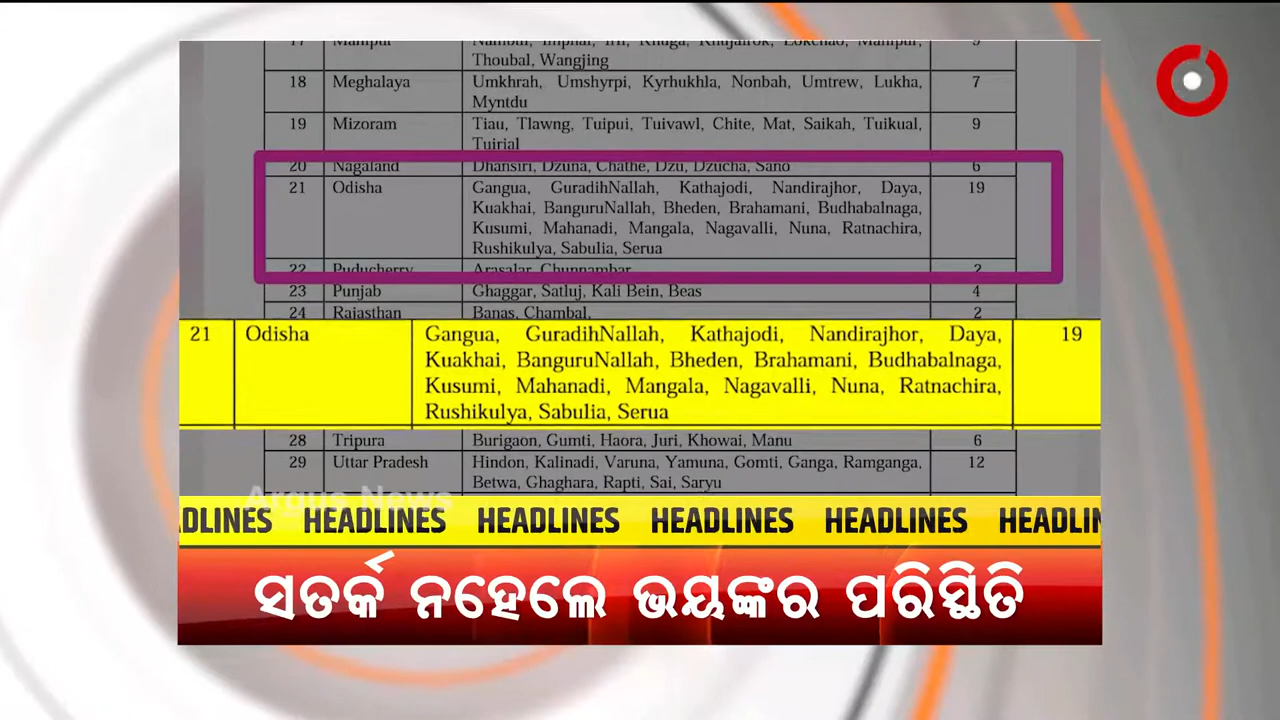 17 Manipur Nambul, Imphal, Iril, Khuga, Khujairok, Lokchao, Manipur, 9
Thoubal, Wangjing
18 Meghalaya Umkhrah, Umshyrpi, Kyrhukhla, Nonbah, Umtrew, Lukha, 7
Myntdu
19 Mizoram Tiau, Tlawng, Tuipui, Tuivawl, Chite, Mat, Saikah, Tuikual, 9
Tuirial
20 Nagaland Dhansiri, Dzuna, Chathe, Dzu, Dzucha, Sano 6
21 Odisha Gangua, GuradihNallah, Kathajodi, Nandirajhor, Daya, 19
Kuakhai, BanguruNallah, Bheden, Brahamani, Budhabalnaga,
Kusumi, Mahanadi, Mangala, Nagavalli, Nuna, Ratnachira,
Rushikulya, Sabulia, Serua
22 Puducherry Arasalar, Chunnambar 2
23 Punjab Ghaggar, Satluj, Kali Bein, Beas 4
24 Rajasthan Banas, Chambal, 2
21 Odisha Gangua, GuradihNallah, Kathajodi, Nandirajhor, Daya, 19
Kuakhai, BanguruNallah, Bheden, Brahamani, Budhabalnaga,
Kusumi, Mahanadi, Mangala, Nagavalli, Nuna, Ratnachira,
Rushikulya, Sabulia, Serua
28 Tripura Burigaon, Gumti, Haora, Juri, Khowai, Manu 6
29 Uttar Pradesh Hindon, Kalinadi, Varuna, Yamuna, Gomti, Ganga, Ramganga, 12
Betwa, Ghaghara, Rapti, Sai, Saryu
Argus News
DLINES HEADLINES HEADLINES HEADLINES HEADLINES HEADLIN
ସତର୍କ ନହେଲେ ଭୟଙ୍କର ପରିସ୍ଥିତି